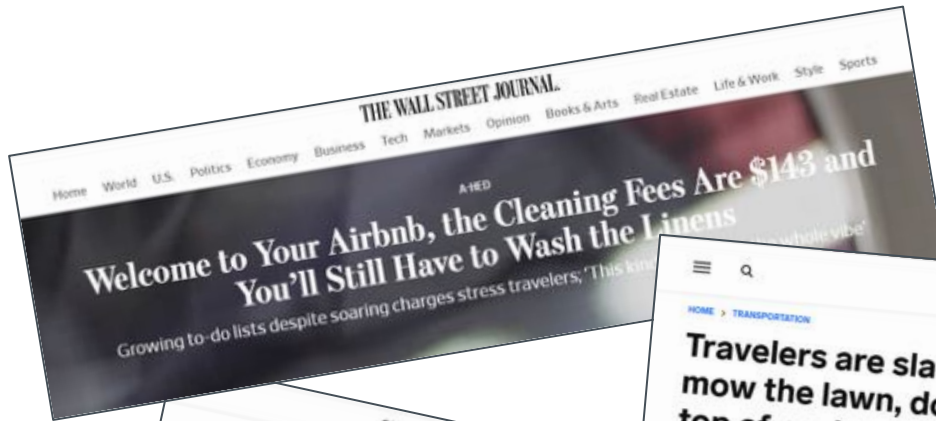 THE WALL STREET JOURNAL.
Home World U.S. Politics Economy Business Tech Markets Opinion Books & Arts Real Estate Life & Work Style Sports
A-HED
Welcome to Your Airbnb, the Cleaning Fees Are $143 and
You’ll Still Have to Wash the Linens
Growing to-do lists despite soaring charges stress travelers; ‘This kind whole vibe’
HOME > TRANSPORTATION
Travelers are sla
mow the lawn, do
top of